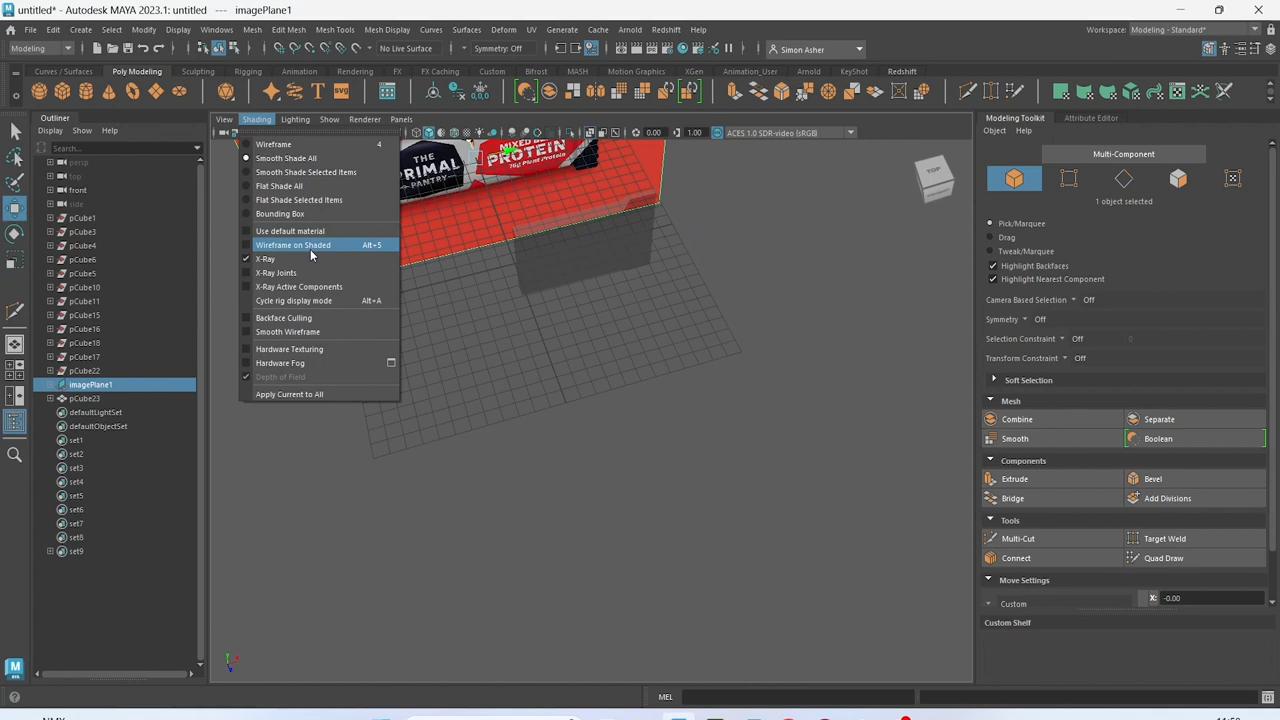 untitled* - Autodesk MAYA 2023.1: untitled --- imagePlane1
File Edit Create Select Modify Display Windows Mesh Edit Mesh Mesh Tools Mesh Display Curves Surfaces Deform UV Generate Cache Arnold Redshift Help
Workspace: Modeling - Standard*
Modeling
No Live Surface
Symmetry: Off
Simon Asher
Curves / Surfaces Poly Modeling Sculpting Rigging Animation Rendering FX FX Caching Custom Bifrost MASH Motion Graphics XGen Animation_User Arnold KeyShot Redshift
Outliner
Display Show Help
Search...
persp
top
front
side
pCube1
pCube3
pCube4
pCube6
pCube5
pCube10
pCube11
pCube15
pCube16
pCube18
pCube17
pCube22
imagePlane1
pCube23
defaultLightSet
defaultObjectSet
set1
set2
set3
set4
set5
set6
set7
set8
set9
View Shading Lighting Show Renderer Panels
0.00 1.00 ACES 1.0 SDR-video (sRGB)
Wireframe 4
Smooth Shade All
Smooth Shade Selected Items
Flat Shade All
Flat Shade Selected Items
Bounding Box
Use default material
Wireframe on Shaded Alt+5
X-Ray
X-Ray Joints
X-Ray Active Components
Cycle rig display mode Alt+A
Backface Culling
Smooth Wireframe
Hardware Texturing
Hardware Fog
Depth of Field
Apply Current to All
THE
PRIMAL
PANTRY
MIXED BE
PROTEIN
15g Plant Protein
TOP
Modeling Toolkit Attribute Editor
Object Help
Multi-Component
1 object selected
Pick/Marquee
Drag
Tweak/Marquee
Highlight Backfaces
Highlight Nearest Component
Camera Based Selection Off
Symmetry Off
Selection Constraint Off 0
Transform Constraint Off
Soft Selection
Mesh
Combine Separate
Smooth Boolean
Components
Extrude Bevel
Bridge Add Divisions
Tools
Multi-Cut Target Weld
Connect Quad Draw
Move Settings
Custom X: -0.00
Custom Shelf
MEL